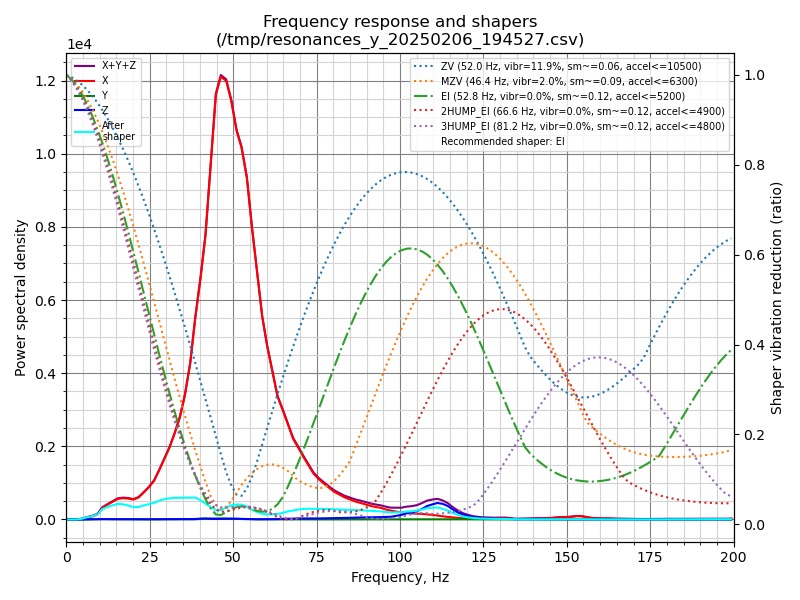 Frequency response and shapers
(/tmp/resonances_y_20250206_194527.csv)
1e4
X+Y+Z
X
Y
Z
After
shaper
ZV (52.0 Hz, vibr=11.9%, sm~=0.06, accel<=10500)
MZV (46.4 Hz, vibr=2.0%, sm~=0.09, accel<=6300)
EI (52.8 Hz, vibr=0.0%, sm~=0.12, accel<=5200)
2HUMP_EI (66.6 Hz, vibr=0.0%, sm~=0.12, accel<=4900)
3HUMP_EI (81.2 Hz, vibr=0.0%, sm~=0.12, accel<=4800)
Recommended shaper: EI
Power spectral density
1.2
1.0
0.8
0.6
0.4
0.2
0.0
1.0
0.8
0.6
0.4
0.2
0.0
Shaper vibration reduction (ratio)
0 25 50 75 100 125 150 175 200
Frequency, Hz